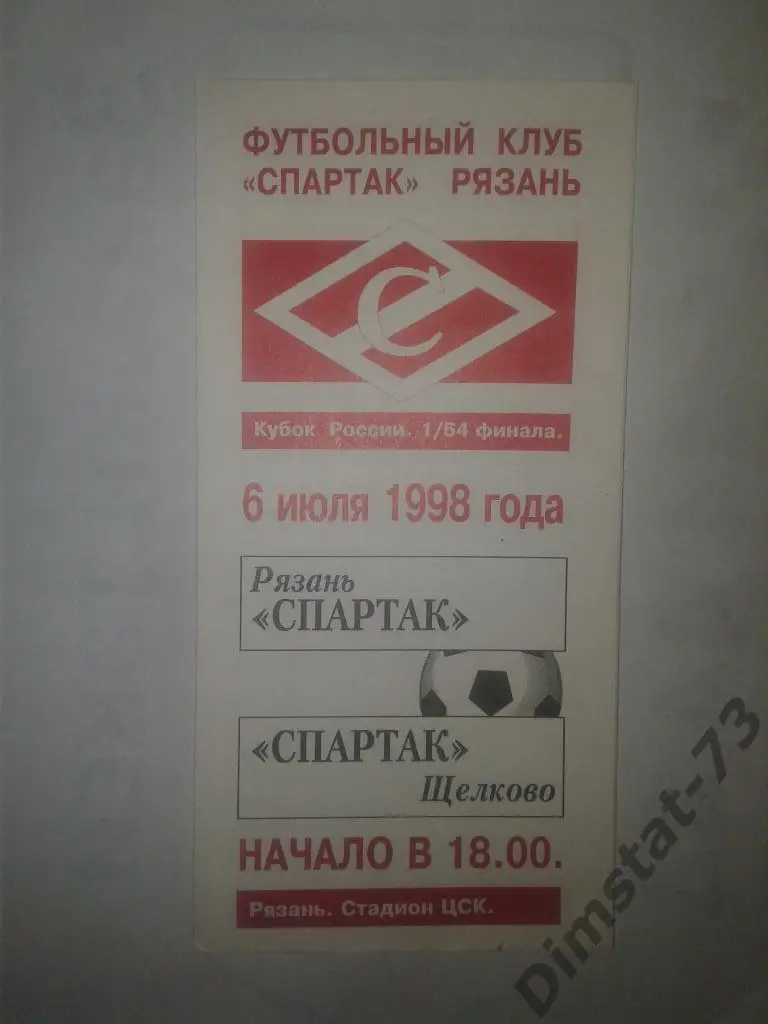 ФУТБОЛЬНЫЙ КЛУБ
«СПАРТАК» РЯЗАНЬ
С
Кубок России. 1/64 финала.
6 июля 1998 года
Рязань
«СПАРТАК»
«СПАРТАК»
Щелково
НАЧАЛО В 18.00.
Рязань. Стадион ЦСК.
Dimstat-73